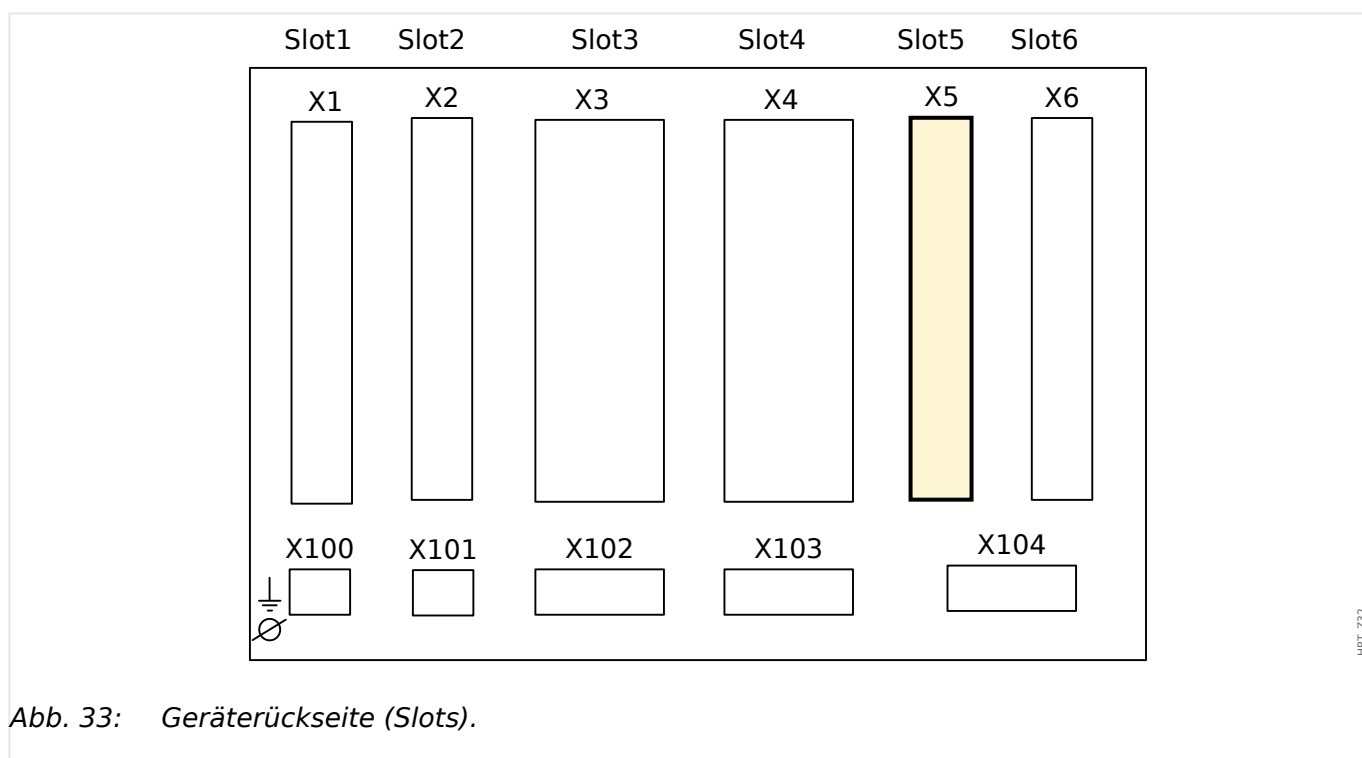 Slot1 Slot2 Slot3 Slot4 Slot5 Slot6
X1 X2 X3 X4 X5 X6
X100 X101 X102 X103 X104
Abb. 33: Geräterückseite (Slots).